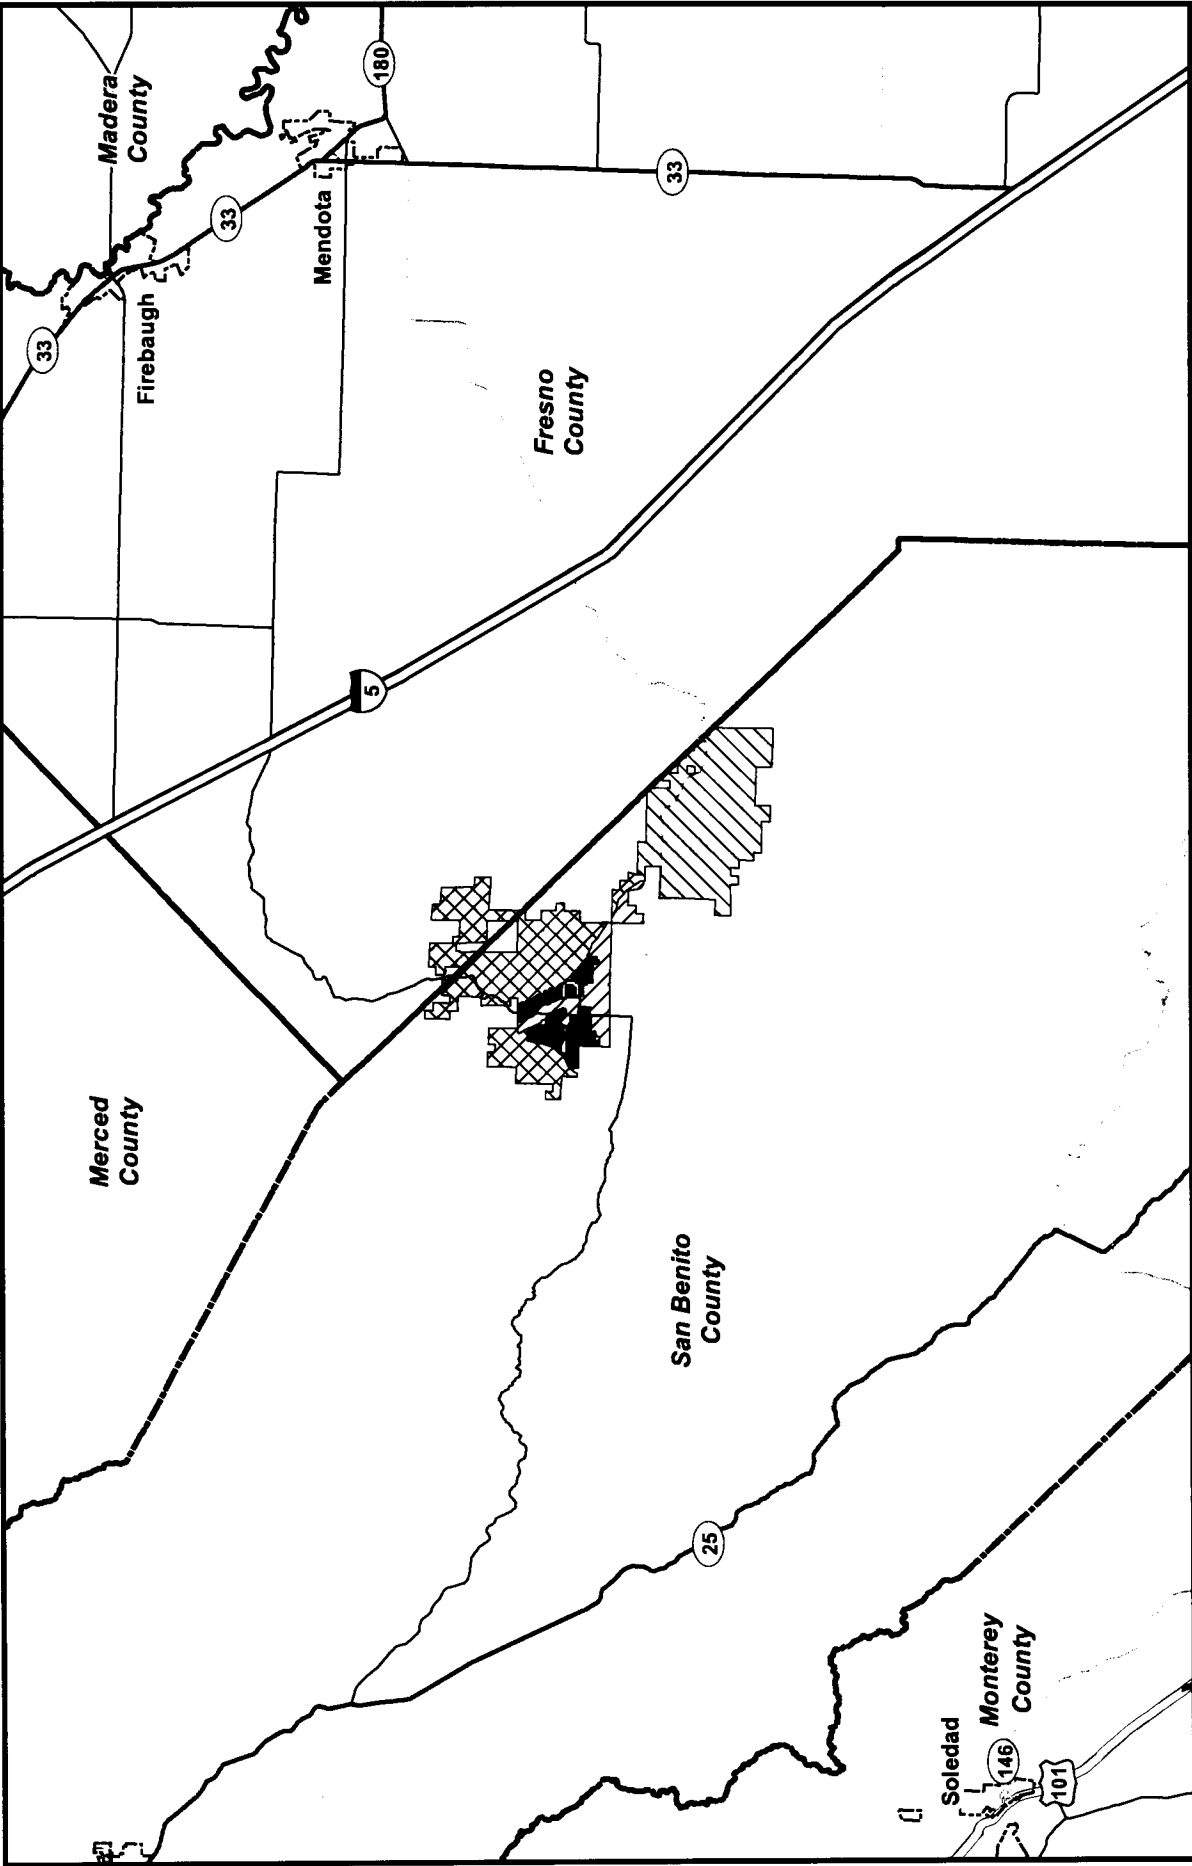 Madera
County
180
33
33
33
Mendota
Firebaugh
Fresno
County
5
Merced
County
San Benito
County
25
Monterey
County
Soledad
146
101